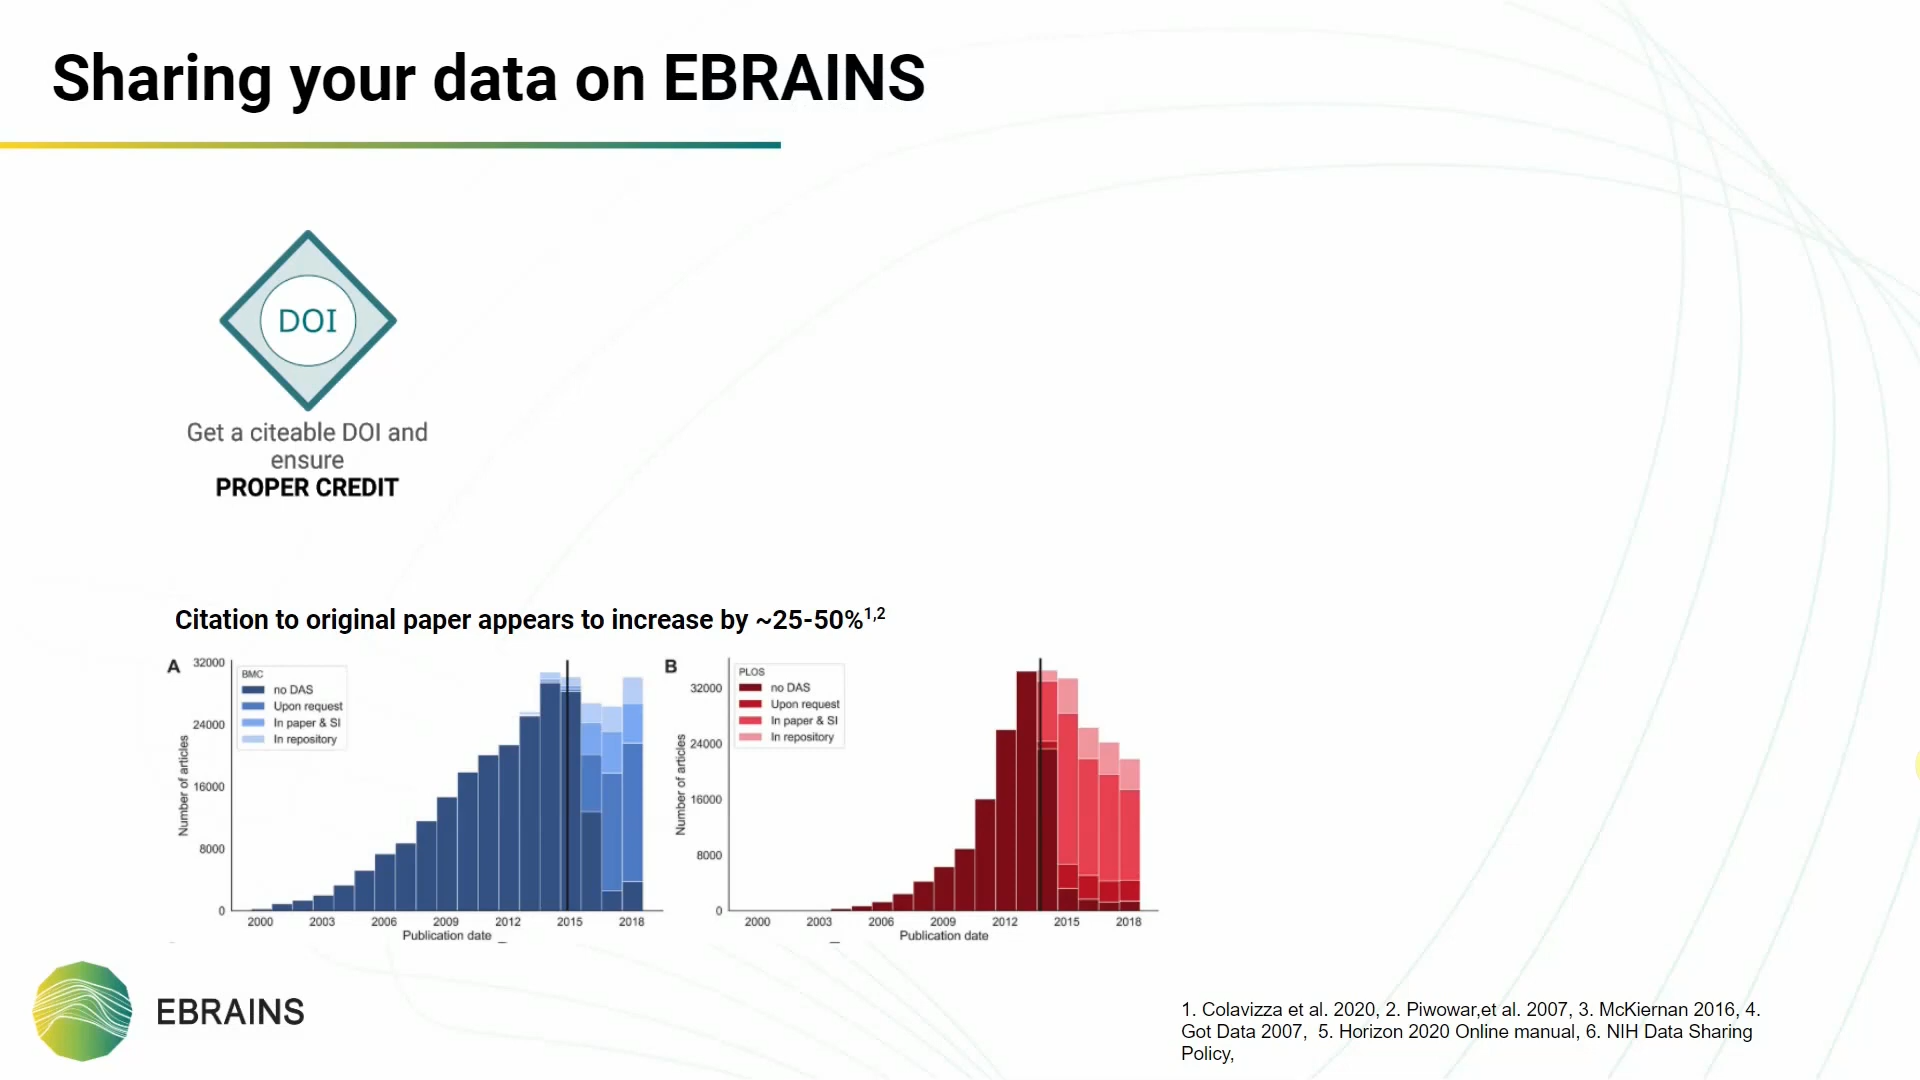 Sharing your data on EBRAINS
DOI
Get a citeable DOI and
ensure
PROPER CREDIT
Citation to original paper appears to increase by ~25-50%1,2
A
32000
24000
16000
8000
0
Number of articles
BMC
no DAS
Upon request
In paper & SI
In repository
2000 2003 2006 2009 2012 2015 2018
Publication date
B
32000
24000
16000
8000
0
Number of articles
PLOS
no DAS
Upon request
In paper & SI
In repository
2000 2003 2006 2009 2012 2015 2018
Publication date
EBRAINS
1. Colavizza et al. 2020, 2. Piwowar,et al. 2007, 3. McKiernan 2016, 4.
Got Data 2007, 5. Horizon 2020 Online manual, 6. NIH Data Sharing
Policy,